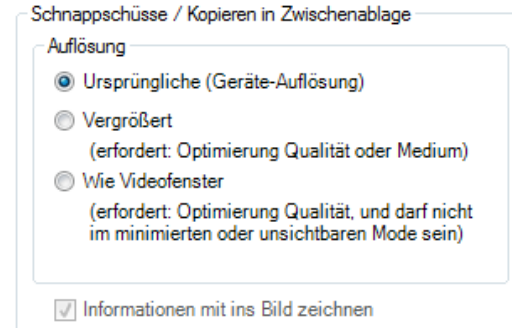 Schnappschüsse / Kopieren in Zwischenablage
Auflösung
Ursprüngliche (Geräte-Auflösung)
Vergrößert
(erfordert: Optimierung Qualität oder Medium)
Wie Videofenster
(erfordert: Optimierung Qualität, und darf nicht
im minimierten oder unsichtbaren Mode sein)
Informationen mit ins Bild zeichnen